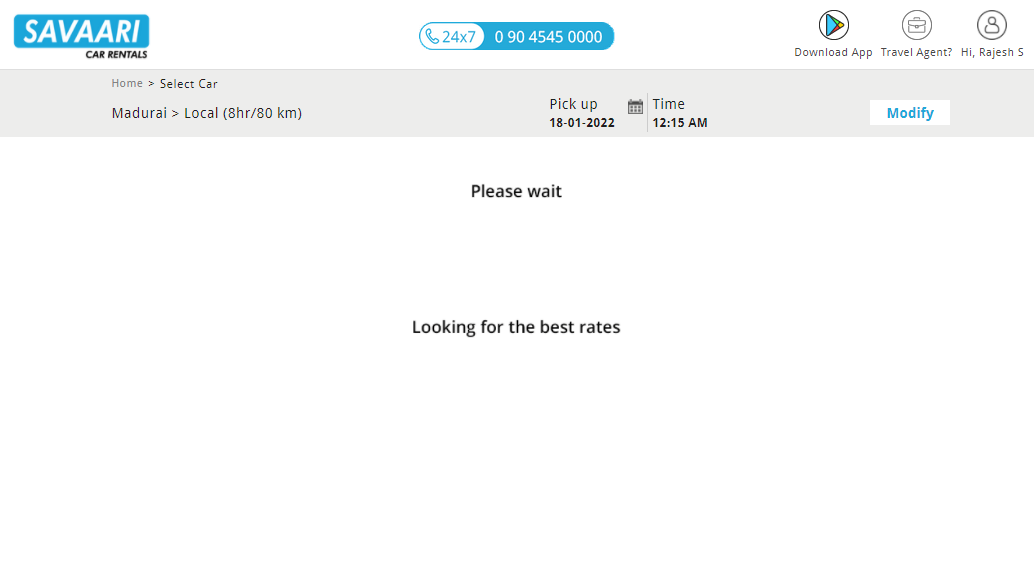 SAVAARI
CAR RENTALS
24x7 0 90 4545 0000
Download App
Travel Agent?
Hi, Rajesh S
Home > Select Car
Madurai > Local (8hr/80 km)
Pick up
18-01-2022
Time
12:15 AM
Modify
Please wait
Looking for the best rates